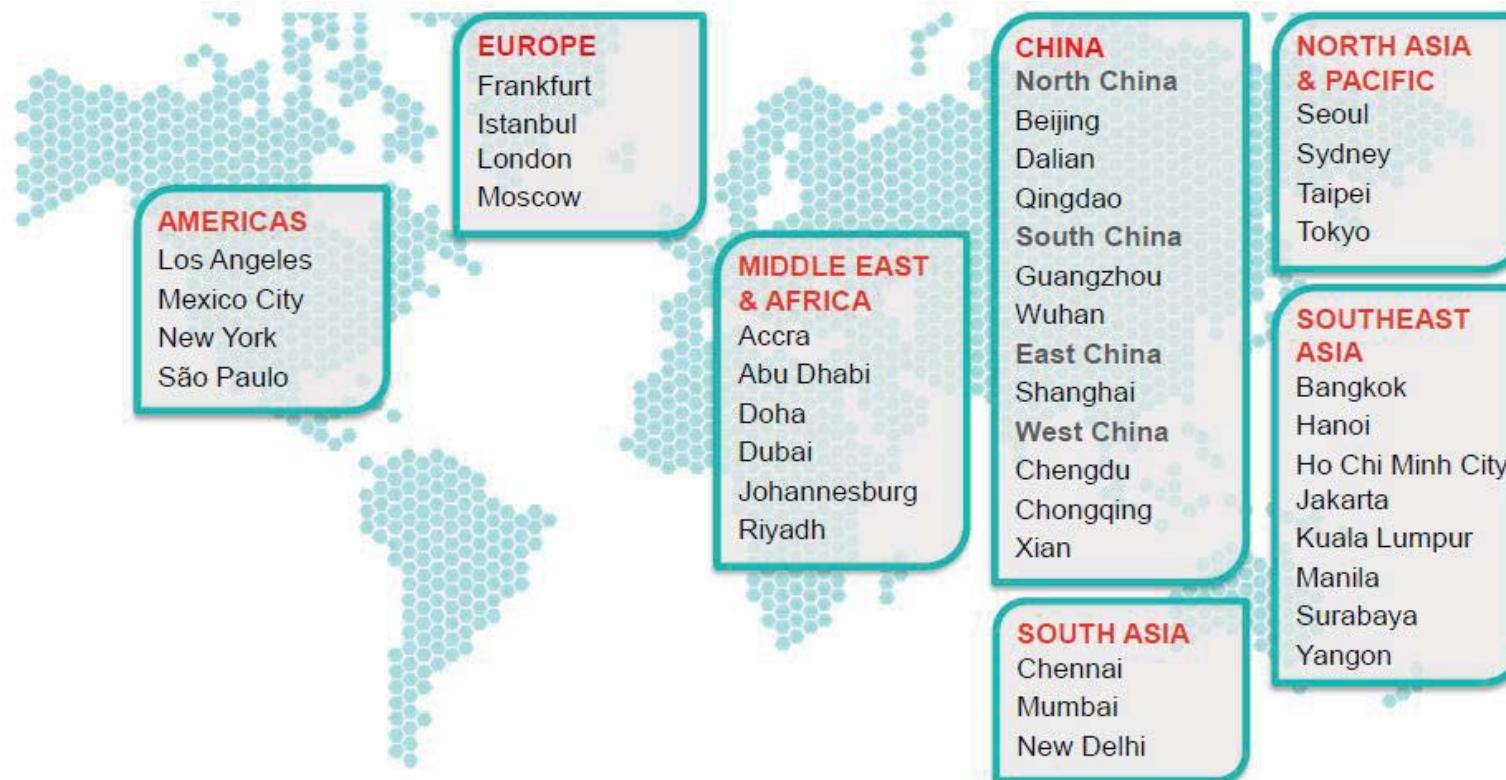 EUROPE
Frankfurt
Istanbul
London
Moscow
AMERICAS
Los Angeles
Mexico City
New York
São Paulo
MIDDLE EAST
& AFRICA
Accra
Abu Dhabi
Doha
Dubai
Johannesburg
Riyadh
CHINA
North China
Beijing
Dalian
Qingdao
South China
Guangzhou
Wuhan
East China
Shanghai
West China
Chengdu
Chongqing
Xian
SOUTH ASIA
Chennai
Mumbai
New Delhi
NORTH ASIA
& PACIFIC
Seoul
Sydney
Taipei
Tokyo
SOUTHEAST
ASIA
Bangkok
Hanoi
Ho Chi Minh City
Jakarta
Kuala Lumpur
Manila
Surabaya
Yangon